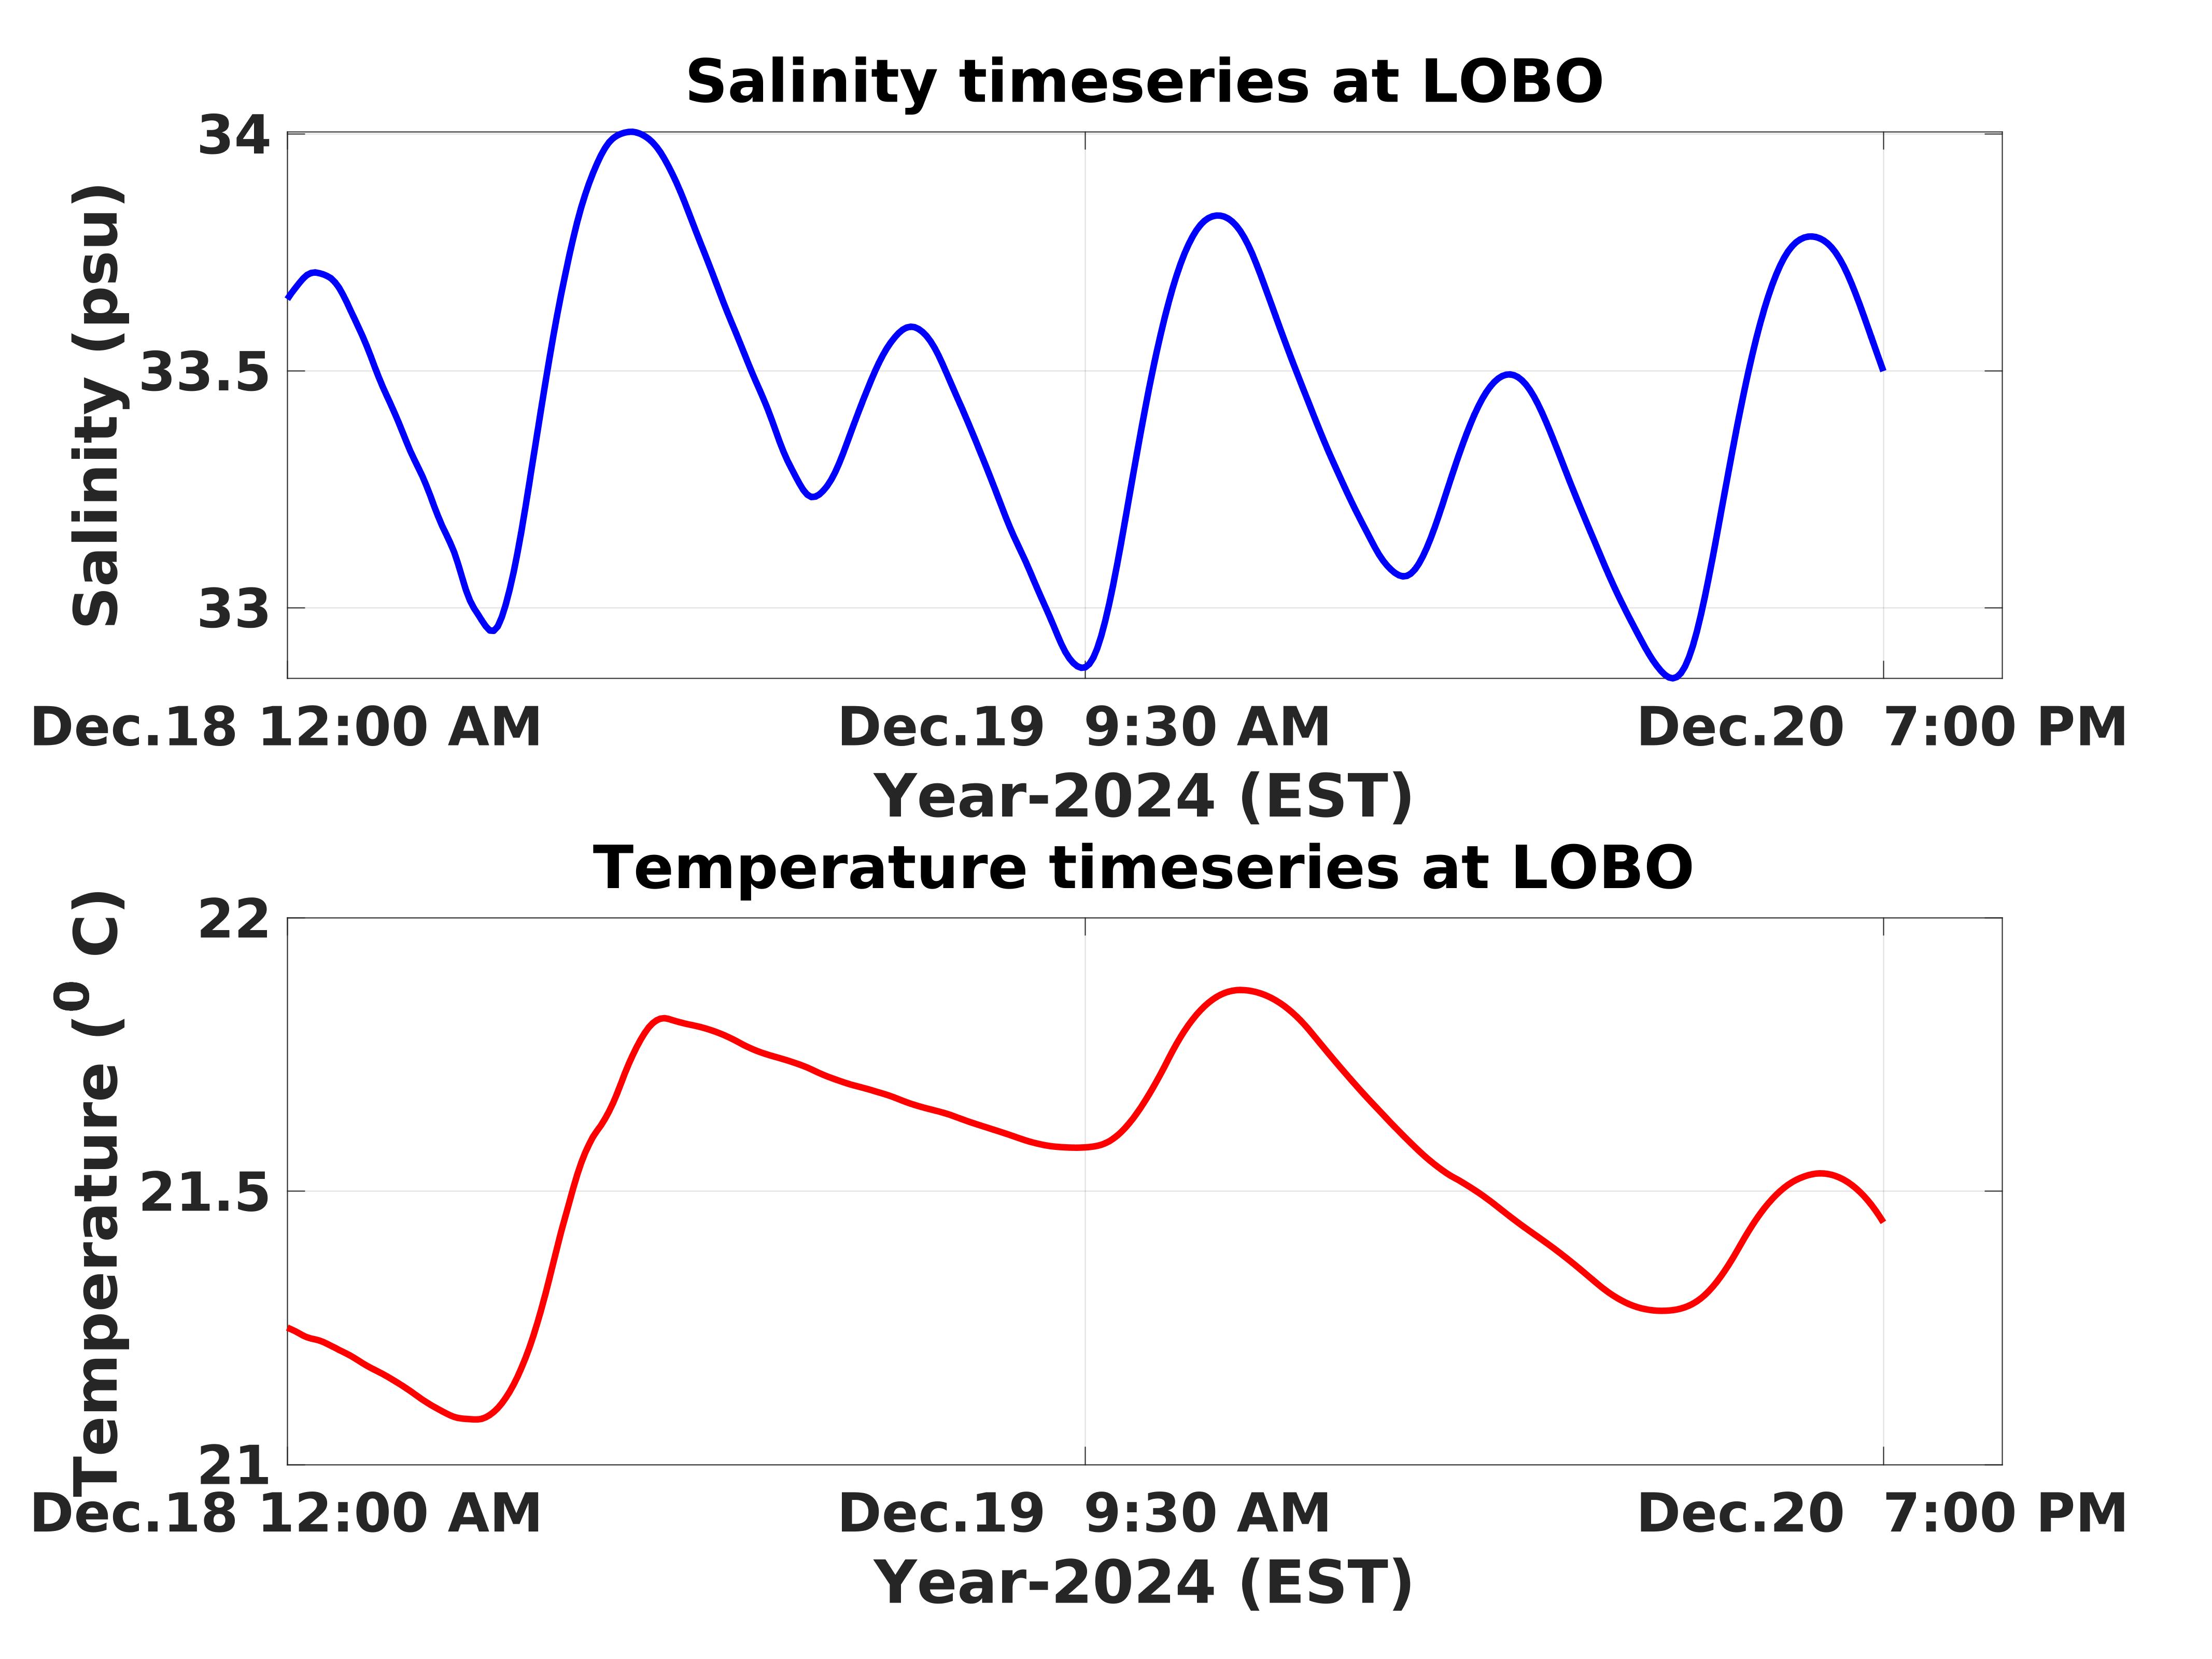 Salinity timeseries at LOBO
Salinity (psu)
34
33.5
33
Dec.18 12:00 AM
Dec.19  9:30 AM
Dec.20  7:00 PM
Year-2024 (EST)
Temperature timeseries at LOBO
Temperature (⁰ C)
22
21.5
21
Dec.18 12:00 AM
Dec.19  9:30 AM
Dec.20  7:00 PM
Year-2024 (EST)